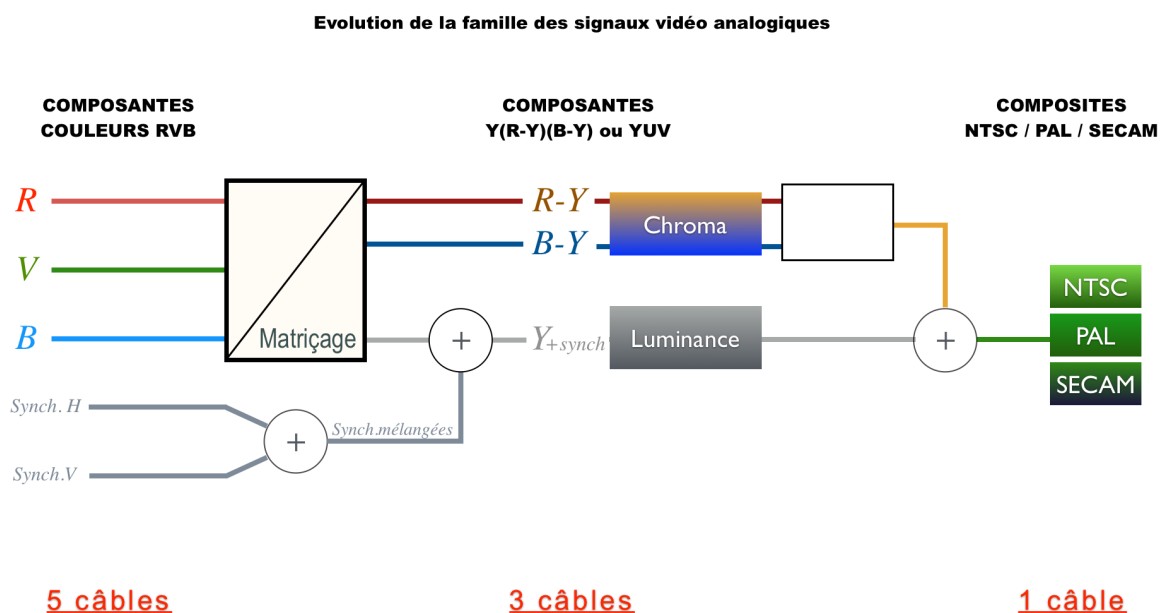 Evolution de la famille des signaux vidéo analogiques
COMPOSANTES
COULEURS RVB
COMPOSANTES
Y(R-Y)(B-Y) ou YUV
COMPOSITES
NTSC / PAL / SECAM
R
V
B
Matriçage
R-Y
B-Y
Chroma
+
Y+synch
Luminance
+
NTSC
PAL
SECAM
Synch. H
Synch.V
+
Synch.mélangées
5 câbles
3 câbles
1 câble